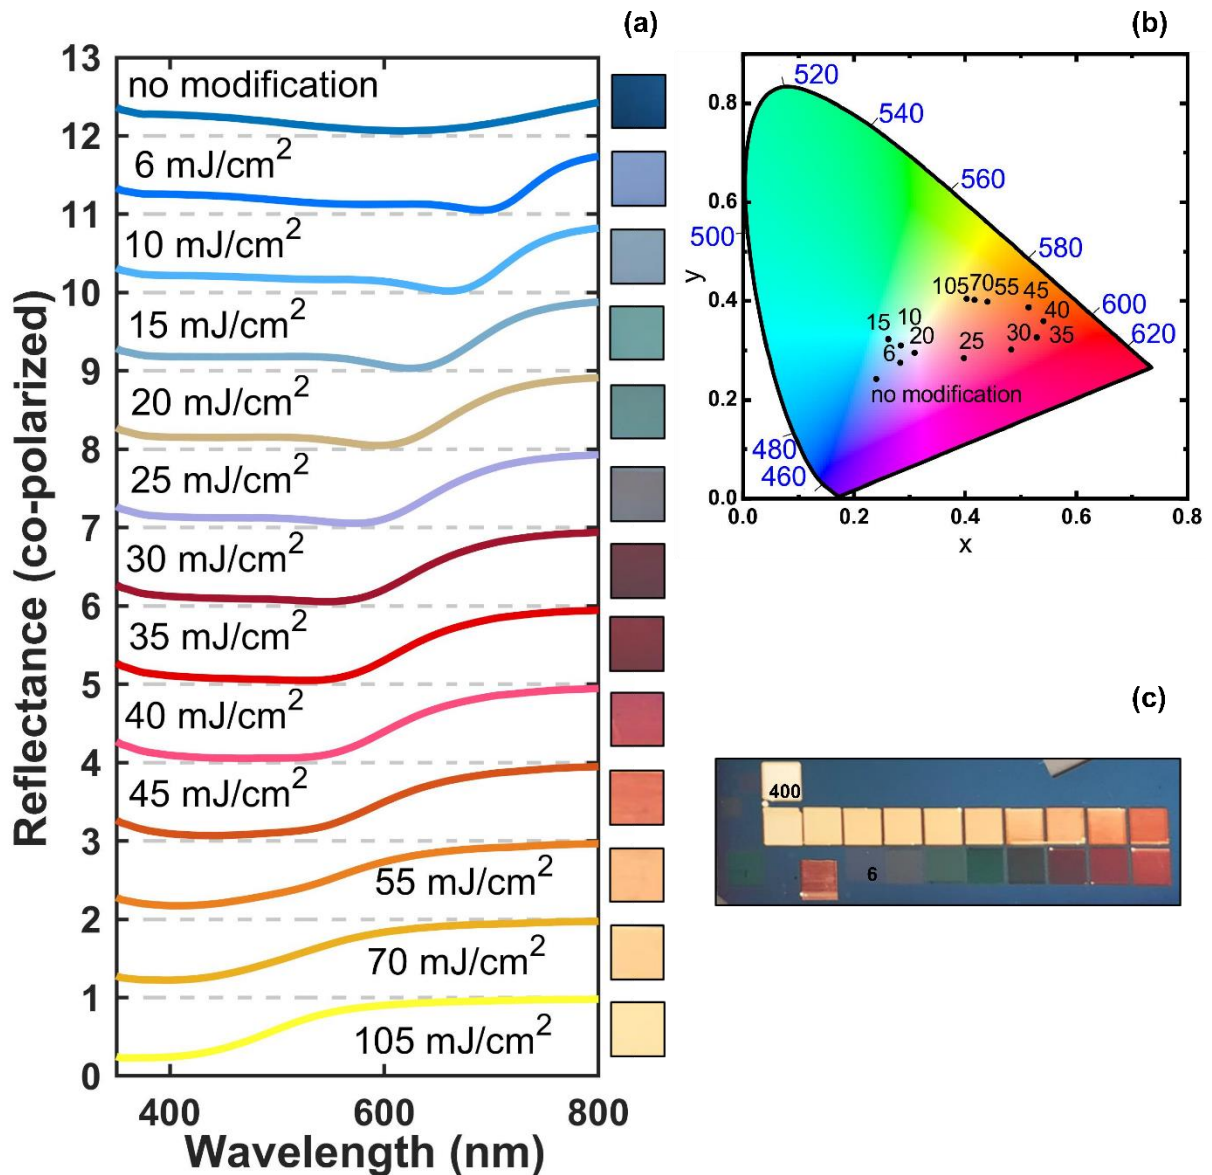 (a)
Reflectance (co-polarized)
13
12
11
10
9
8
7
6
5
4
3
2
1
0
no modification
6 mJ/cm²
10 mJ/cm²
15 mJ/cm²
20 mJ/cm²
25 mJ/cm²
30 mJ/cm²
35 mJ/cm²
40 mJ/cm²
45 mJ/cm²
55 mJ/cm²
70 mJ/cm²
105 mJ/cm²
400 600 800
Wavelength (nm)
(b)
y
0.8
0.6
0.4
0.2
0.0
520
540
560
500
580
600
620
480
460
105 70 55 45
40
15 10 20 30 35
6 25
no modification
0.0 0.2 0.4 0.6 0.8
x
(c)
400
6